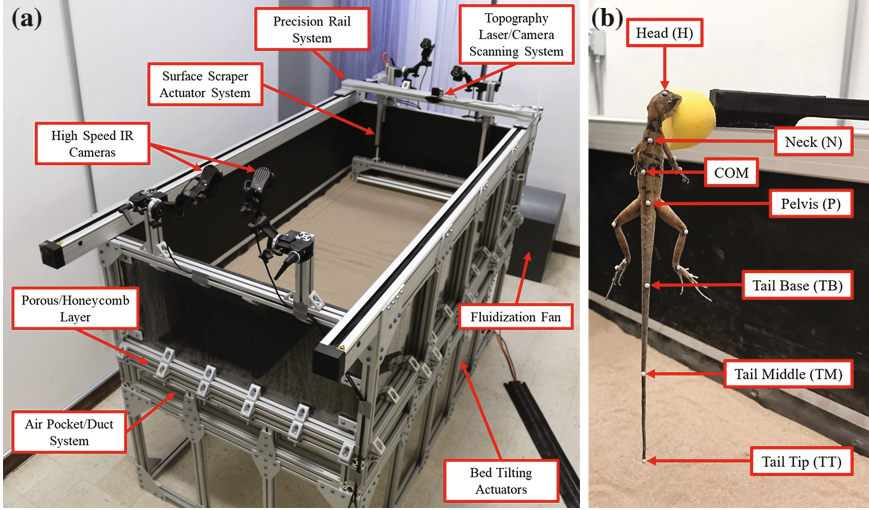 (a)
Precision Rail
System
Topography
Laser/Camera
Scanning System
Surface Scraper
Actuator System
High Speed IR
Cameras
Porous/Honeycomb
Layer
Fluidization Fan
Air Pocket/Duct
System
Bed Tilting
Actuators
(b)
Head (H)
Neck (N)
COM
Pelvis (P)
Tail Base (TB)
Tail Middle (TM)
Tail Tip (TT)